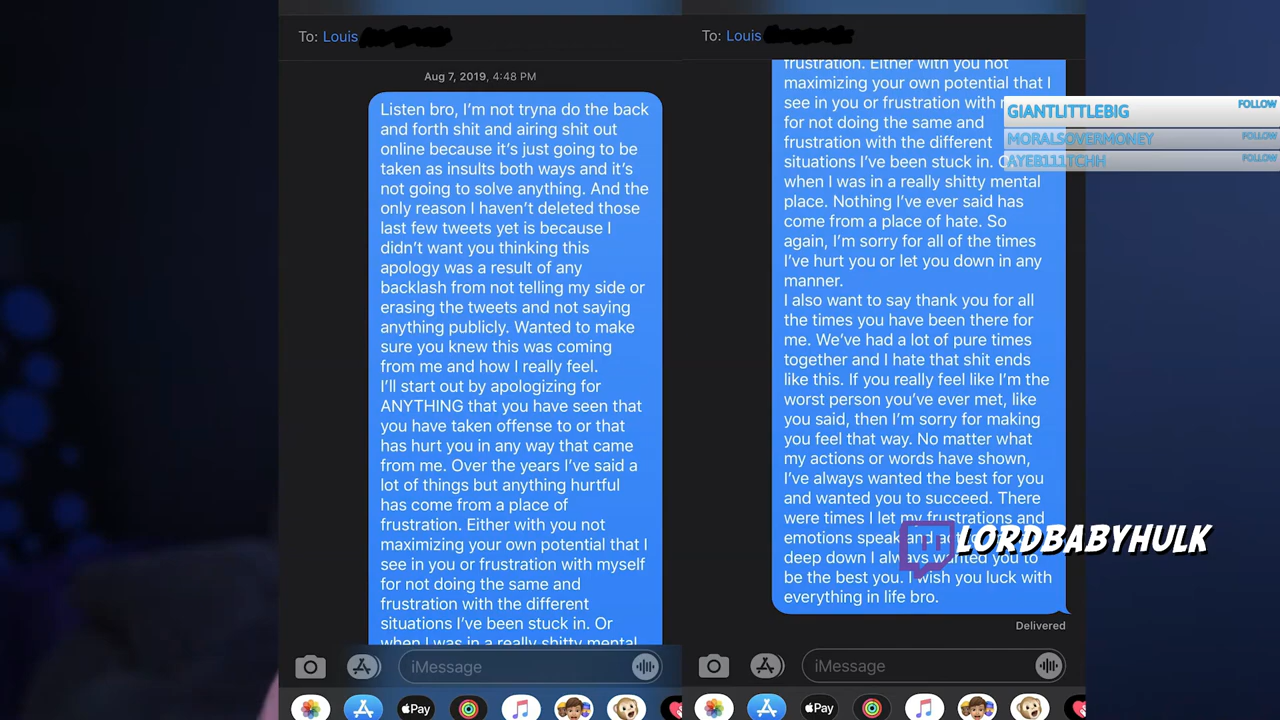 To: Louis
Aug 7, 2019, 4:48 PM
Listen bro, I'm not tryna do the back
and forth shit and airing shit out
online because it's just going to be
taken as insults both ways and it's
not going to solve anything. And the
only reason I haven't deleted those
last few tweets yet is because I
didn't want you thinking this
apology was a result of any
backlash from not telling my side or
erasing the tweets and not saying
anything publicly. Wanted to make
sure you knew this was coming
from me and how I really feel.
I'll start out by apologizing for
ANYTHING that you have seen that
you have taken offense to or that
has hurt you in any way that came
from me. Over the years I've said a
lot of things but anything hurtful
has come from a place of
frustration. Either with you not
maximizing your own potential that I
see in you or frustration with myself
for not doing the same and
frustration with the different
situations I've been stuck in. Or
when I was in a really shitty mental
iMessage
Pay
To: Louis
frustration. Either with you not
maximizing your own potential that I
see in you or frustration with
for not doing the same and
frustration with the different
situations I've been stuck in.
when I was in a really shitty mental
place. Nothing I've ever said has
come from a place of hate. So
again, I'm sorry for all of the times
I've hurt you or let you down in any
manner.
I also want to say thank you for all
the times you have been there for
me. We've had a lot of pure times
together and I hate that shit ends
like this. If you really feel like I'm the
worst person you've ever met, like
you said, then I'm sorry for making
you feel that way. No matter what
my actions or words have shown,
I've always wanted the best for you
and wanted you to succeed. There
were times I let my frustrations and
emotions speak and
deep down I always wanted you to
be the best you. I wish you luck with
everything in life bro.
Delivered
iMessage
Pay
GIANTLITTLEBIG FOLLOW
MORALSOVERMONEY FOLLOW
AYEB111TCHH FOLLOW
LORDBABYHULK